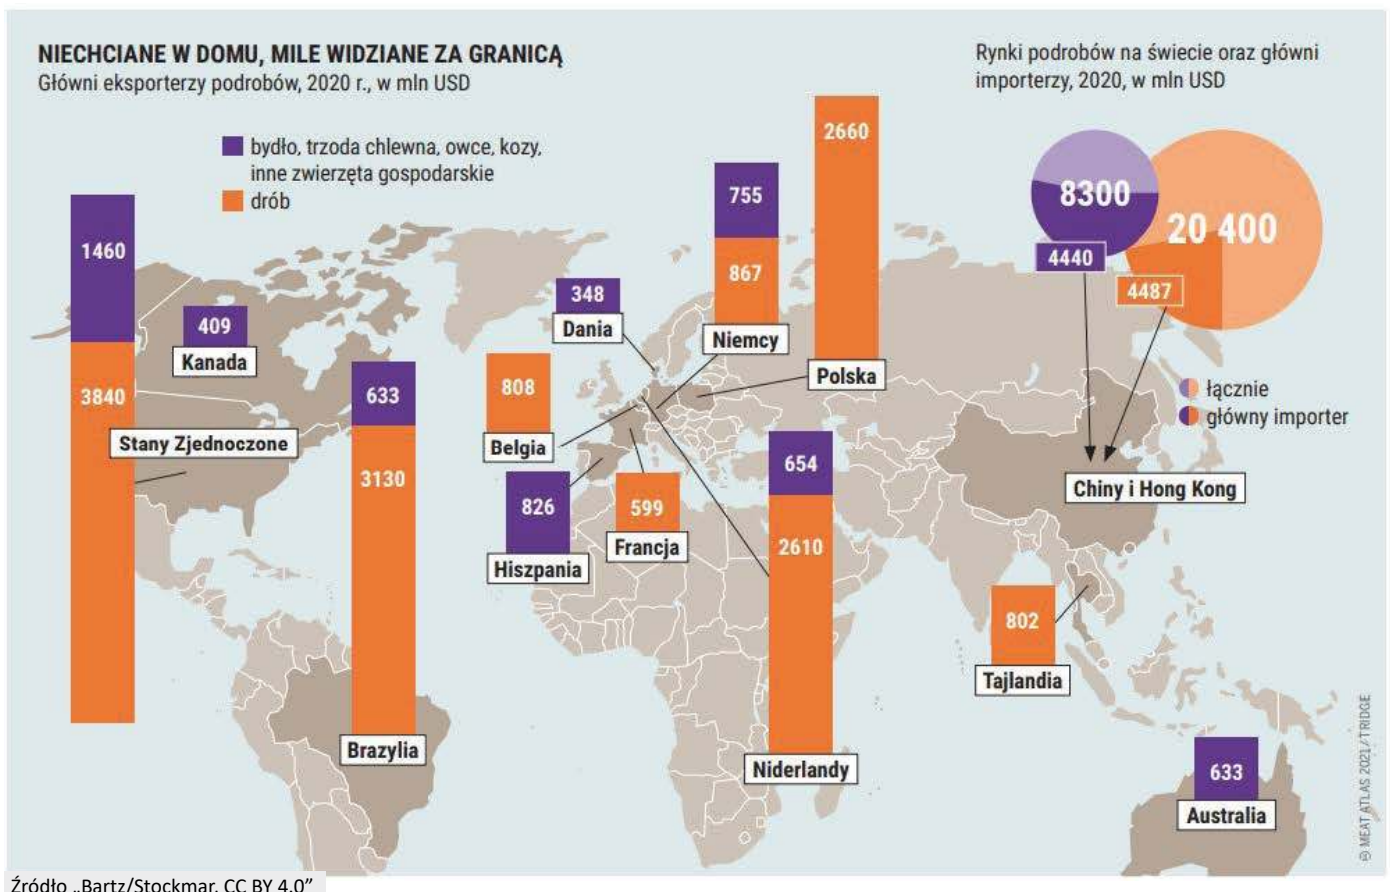 NIECHCIANE W DOMU, MILE WIDZIANE ZA GRANICĄ
Główni eksporterzy podrobów, 2020 r., w mln USD
Rynki podrobów na świecie oraz główni
importerzy, 2020, w mln USD
bydło, trzoda chlewna, owce, kozy,
inne zwierzęta gospodarskie
drób
1460
3840
Stany Zjednoczone
409
Kanada
633
3130
Brazylia
348
Dania
808
Belgia
826
Hiszpania
599
Francja
755
867
Niemcy
2660
Polska
654
2610
Niderlandy
8300
20 400
4440
4487
łącznie
główny importer
Chiny i Hong Kong
802
Tajlandia
633
Australia
© MEAT ATLAS 2021/TRIDGE
Źródło „Bartz/Stockmar, CC BY 4.0”